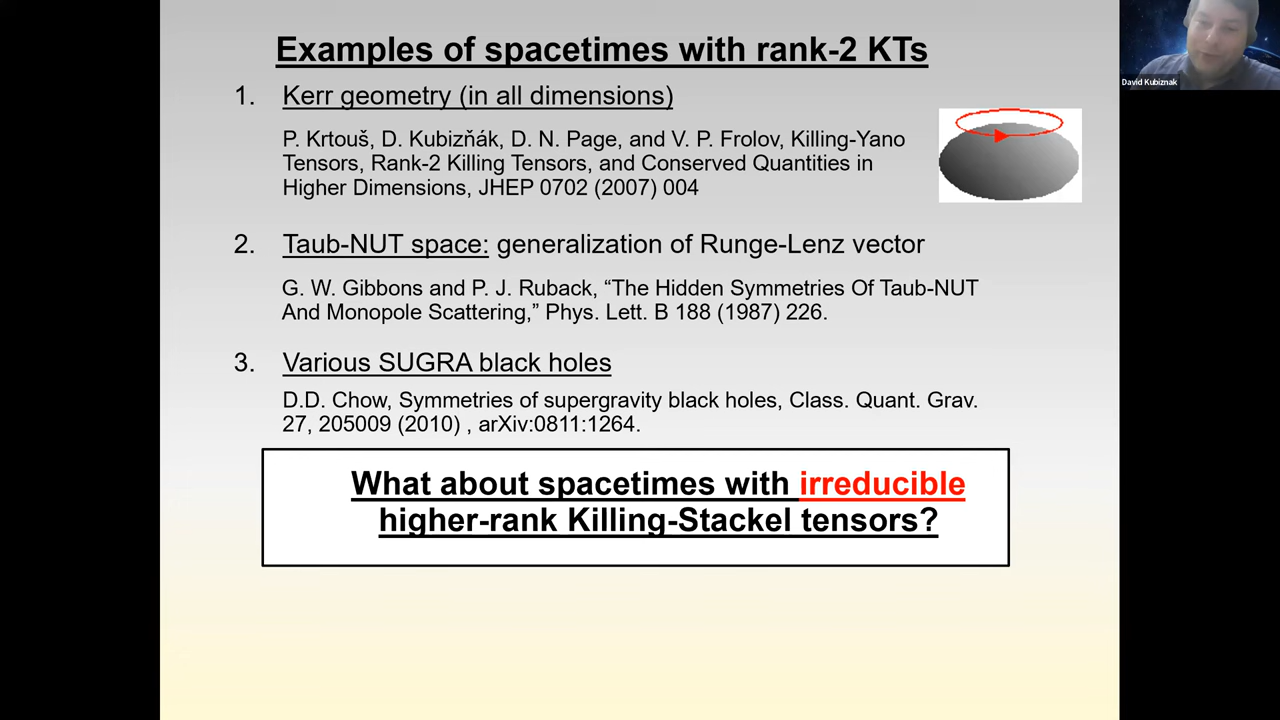 Examples of spacetimes with rank-2 KTs
1. Kerr geometry (in all dimensions)
P. Krtouš, D. Kubizňák, D. N. Page, and V. P. Frolov, Killing-Yano
Tensors, Rank-2 Killing Tensors, and Conserved Quantities in
Higher Dimensions, JHEP 0702 (2007) 004
2. Taub-NUT space: generalization of Runge-Lenz vector
G. W. Gibbons and P. J. Ruback, “The Hidden Symmetries Of Taub-NUT
And Monopole Scattering,” Phys. Lett. B 188 (1987) 226.
3. Various SUGRA black holes
D.D. Chow, Symmetries of supergravity black holes, Class. Quant. Grav.
27, 205009 (2010) , arXiv:0811:1264.
What about spacetimes with irreducible
higher-rank Killing-Stackel tensors?
David Kubiznak